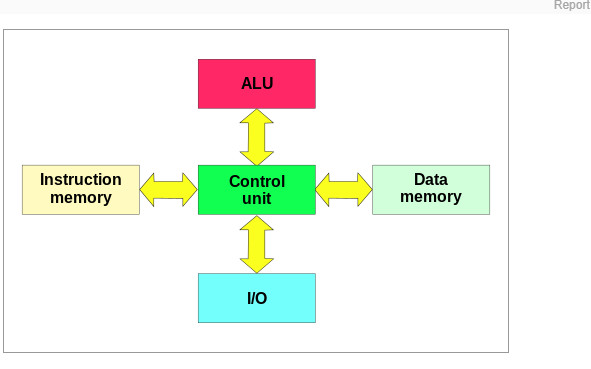 Report
ALU
Instruction
memory
Control
unit
Data
memory
I/O